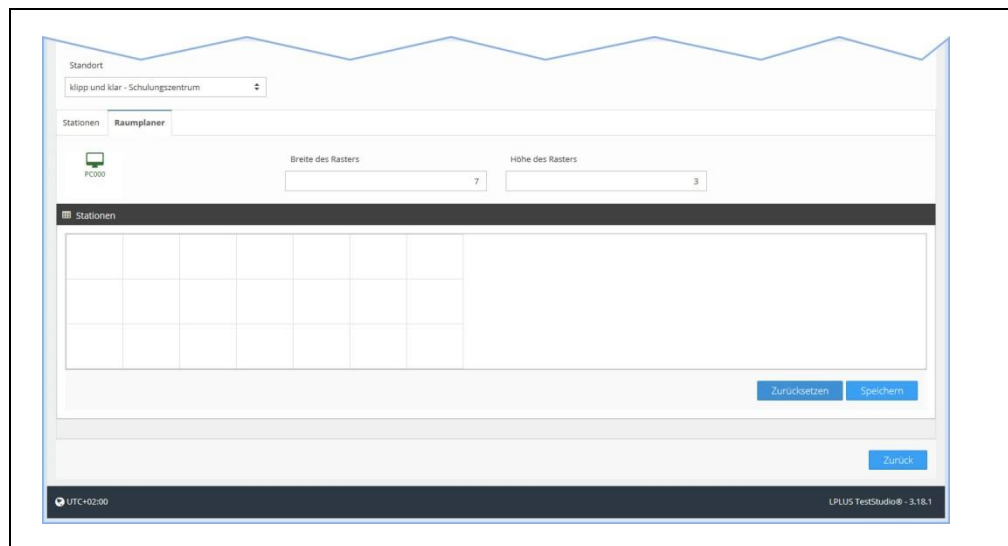 Standort
klipp und klar - Schulungszentrum
Stationen Raumplaner
PC000
Breite des Rasters Höhe des Rasters
7 3
Stationen
Zurücksetzen Speichern
Zurück
UTC+02:00 LPLUS TestStudio® - 3.18.1